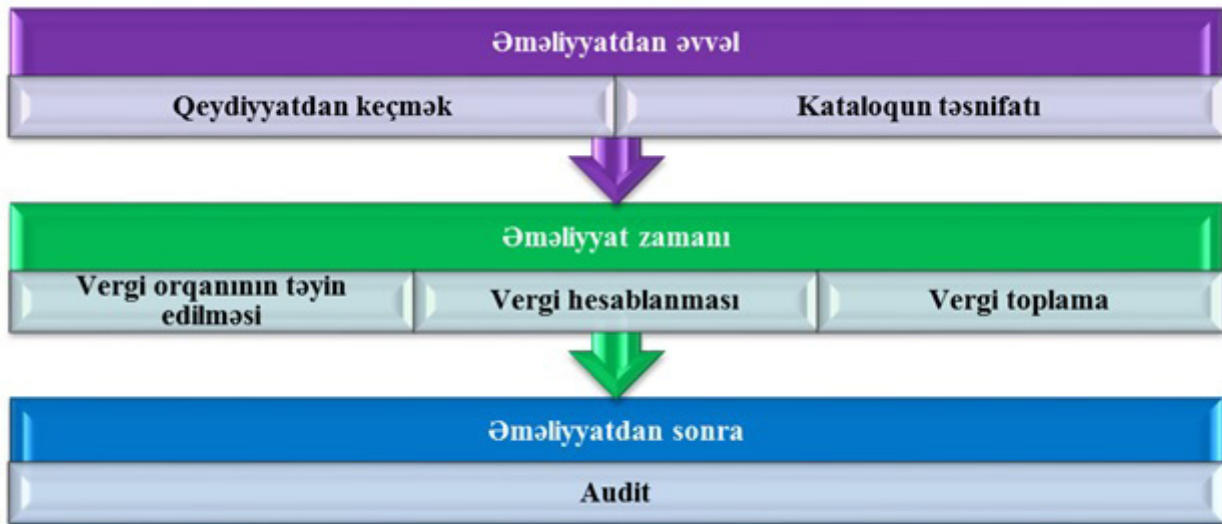 Əməliyyatdan əvvəl
Qeydiyyatdan keçmək
Kataloqun təsnifatı
Əməliyyat zamanı
Vergi orqanının təyin
edilməsi
Vergi hesablanması
Vergi toplama
Əməliyyatdan sonra
Audit